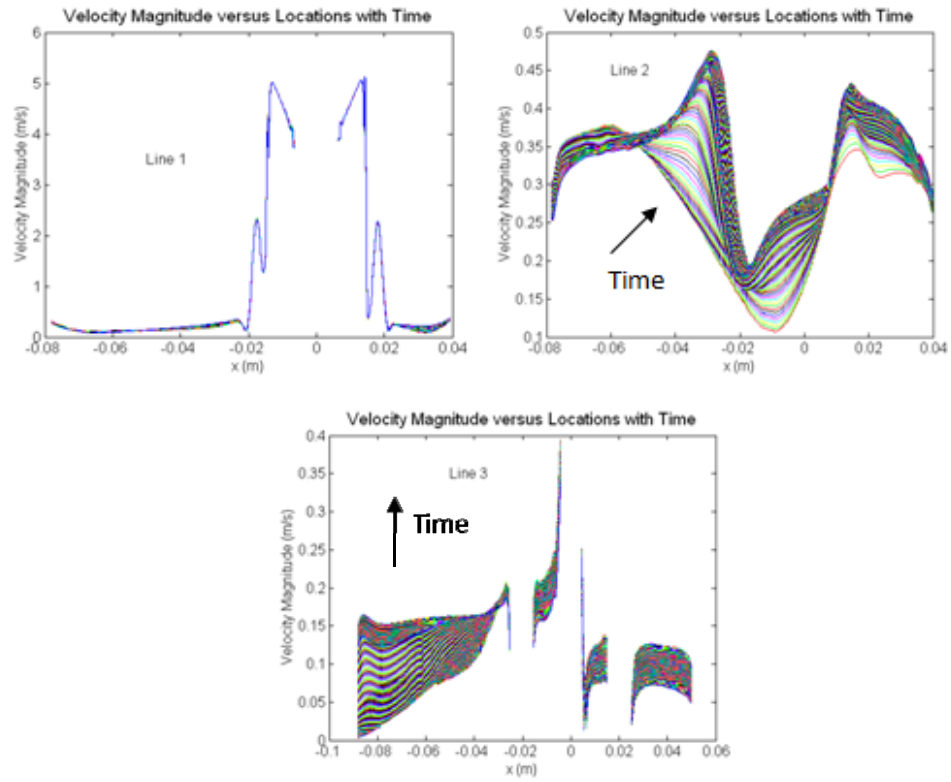 Velocity Magnitude versus Locations with Time
6
5
4
3
2
1
0
Velocity Magnitude (m/s)
Line 1
-0.08 -0.06 -0.04 -0.02 0 0.02 0.04
x (m)
Velocity Magnitude versus Locations with Time
0.5
0.45
0.4
0.35
0.3
0.25
0.2
0.15
0.1
Velocity Magnitude (m/s)
Line 2
Time
-0.08 -0.06 -0.04 -0.02 0 0.02 0.04
x (m)
Velocity Magnitude versus Locations with Time
0.4
0.35
0.3
0.25
0.2
0.15
0.1
0.05
0
Velocity Magnitude (m/s)
Line 3
Time
-0.1 -0.08 -0.06 -0.04 -0.02 0 0.02 0.04 0.06
x (m)